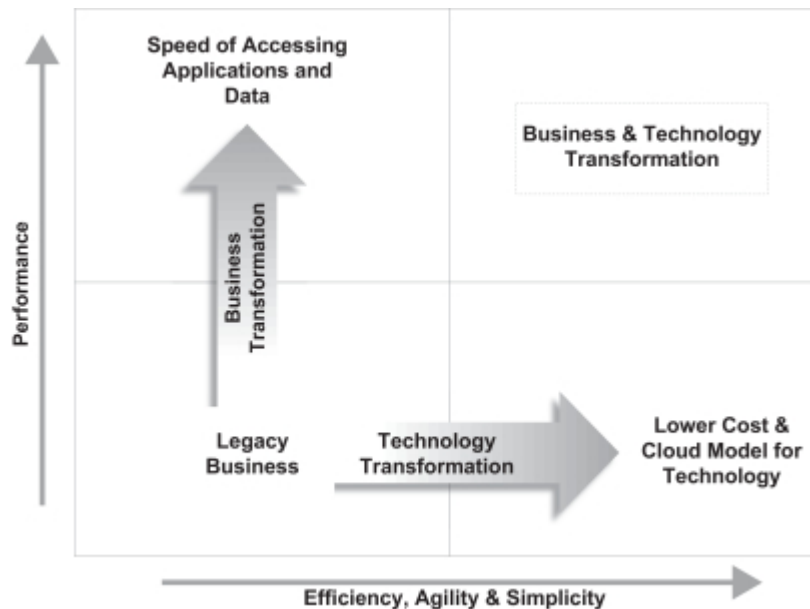 Speed of Accessing
Applications and
Data
Business & Technology
Transformation
Performance
Business
Transformation
Legacy
Business
Technology
Transformation
Lower Cost &
Cloud Model for
Technology
Efficiency, Agility & Simplicity